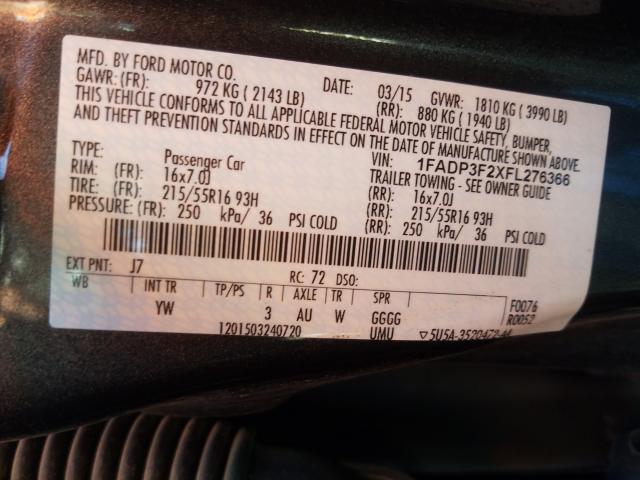 MFD. BY FORD MOTOR CO.
DATE: 03/15 GVWR: 1810 KG ( 3990 LB)
GAWR: (FR): 972 KG ( 2143 LB) (RR): 880 KG ( 1940 LB)
THIS VEHICLE CONFORMS TO ALL APPLICABLE FEDERAL MOTOR VEHICLE SAFETY, BUMPER,
AND THEFT PREVENTION STANDARDS IN EFFECT ON THE DATE OF MANUFACTURE SHOWN ABOVE.
TYPE: Passenger Car VIN: 1FADP3F2XFL276366
TRAILER TOWING - SEE OWNER GUIDE
RIM: (FR) 16x7.0J (RR): 16x7.0J
TIRE: (FR) 215/55R16 93H (RR): 215/55R16 93H
PRESSURE: (FR) 250 kPa/ 36 PSI COLD (RR): 250 kPa/ 36 PSI COLD
EXT PNT: J7 RC: 72 DSO:
WB INT TR TP/PS R AXLE TR SPR F0076
YW 3 AU W GGGG R0052
1201503240720 UMU ▽5U5A-3520472-